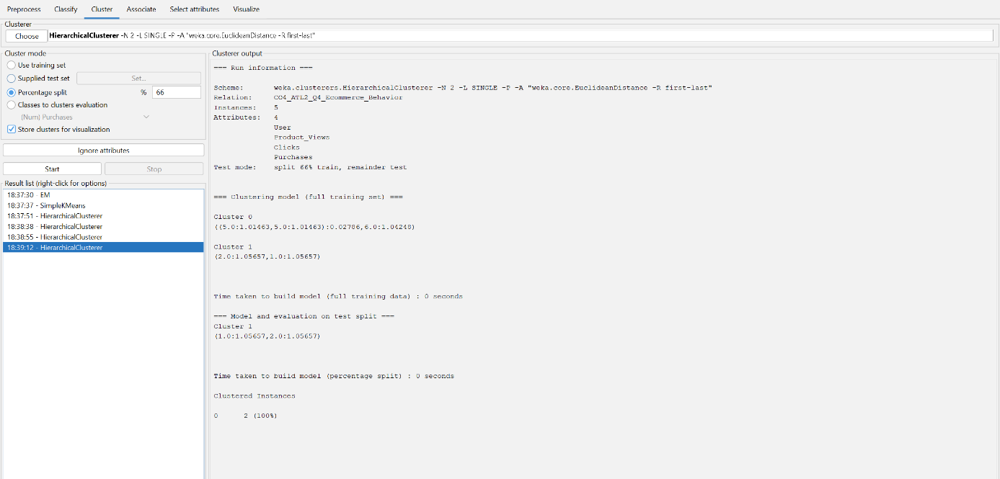 Preprocess Classify Cluster Associate Select attributes Visualize
Clusterer
Choose HierarchicalClusterer -N 2 -L SINGLE -P -A "weka.core.EuclideanDistance -R first-last"
Cluster mode
Use training set
Supplied test set Set...
Percentage split % 66
Classes to clusters evaluation
(Num) Purchases
Store clusters for visualization
Ignore attributes
Start Stop
Result list (right-click for options)
18:37:30 - EM
18:37:37 - SimpleKMeans
18:37:51 - HierarchicalClusterer
18:38:38 - HierarchicalClusterer
18:38:55 - HierarchicalClusterer
18:39:12 - HierarchicalClusterer
Clusterer output
=== Run information ===
Scheme: weka.clusterers.HierarchicalClusterer -N 2 -L SINGLE -P -A "weka.core.EuclideanDistance -R first-last"
Relation: CO4_ATL2_Q4_Ecommerce_Behavior
Instances: 5
Attributes: 4
User
Product_Views
Clicks
Purchases
Test mode: split 66% train, remainder test
=== Clustering model (full training set) ===
Cluster 0
((5.0:1.01463,5.0:1.01463):0.02786,6.0:1.04248)
Cluster 1
(2.0:1.05657,1.0:1.05657)
Time taken to build model (full training data) : 0 seconds
=== Model and evaluation on test split ===
Cluster 1
(1.0:1.05657,2.0:1.05657)
Time taken to build model (percentage split) : 0 seconds
Clustered Instances
0 2 (100%)